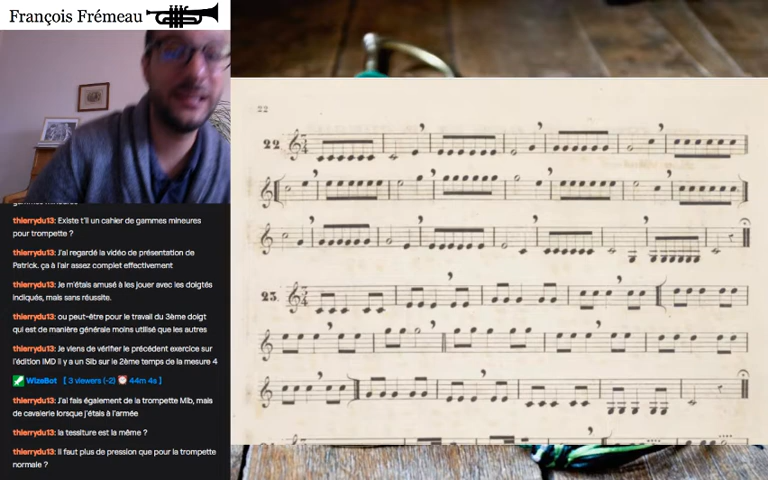 François Frémeau
gammes mineures
thierrydu13: Existe t'il un cahier de gammes mineures
pour trompette ?
thierrydu13: J'ai regardé la vidéo de présentation de
Patrick. ça à l'air assez complet effectivement
thierrydu13: Je m'étais amusé à les jouer avec les doigtés
indiqués, mais sans réussite.
thierrydu13: ou peut-être pour le travail du 3ème doigt
qui est de manière générale moins utilisé que les autres
thierrydu13: Je viens de vérifier le précédent exercice sur
l'édition IMD il y a un Sib sur le 2ème temps de la mesure 4
WizeBot [ 3 viewers (-2) 44m 4s ]
thierrydu13: J'ai fais également de la trompette Mib, mais
de cavalerie lorsque j'étais à l'armée
thierrydu13: la tessiture est la même ?
thierrydu13: Il faut plus de pression que pour la trompette
normale ?
22
22
23.